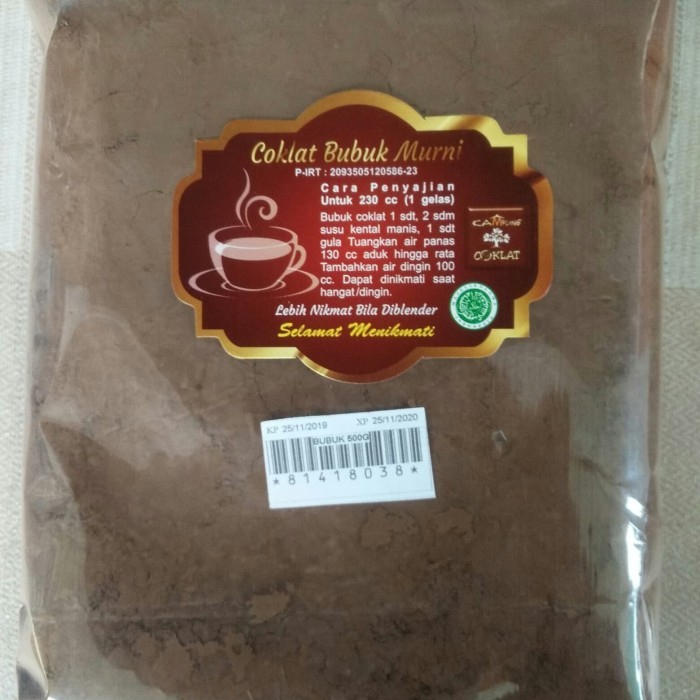 Coklat Bubuk Murni
P-IRT : 2093505120586-23
Cara Penyajian
Untuk 230 cc (1 gelas)
Bubuk coklat 1 sdt, 2 sdm
susu kental manis, 1 sdt
gula Tuangkan air panas
130 cc aduk hingga rata
Tambahkan air dingin 100
cc. Dapat dinikmati saat
hangat/dingin.
CAMPUNG
COKLAT
Lebih Nikmat Bila Diblender
Selamat Menikmati
KP 25/11/2019 XP 25/11/2020
BUBUK 500G
*81418038*